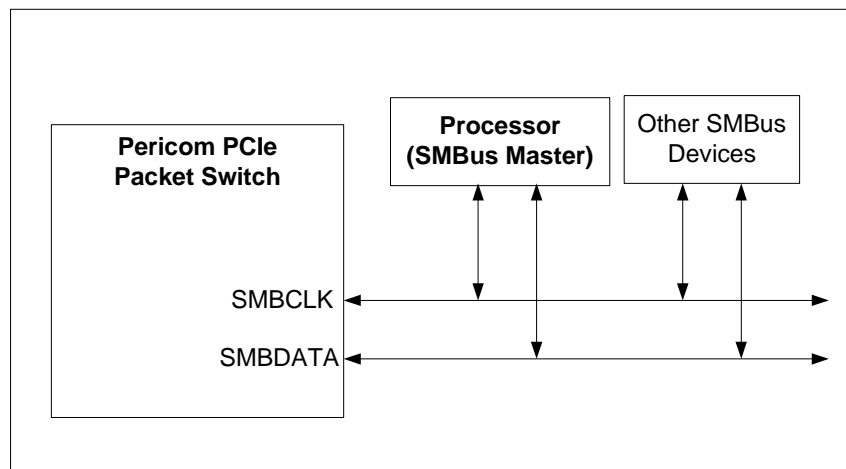 Pericom PCIe
Packet Switch
Processor
(SMBus Master)
Other SMBus
Devices
SMBCLK
SMBDATA